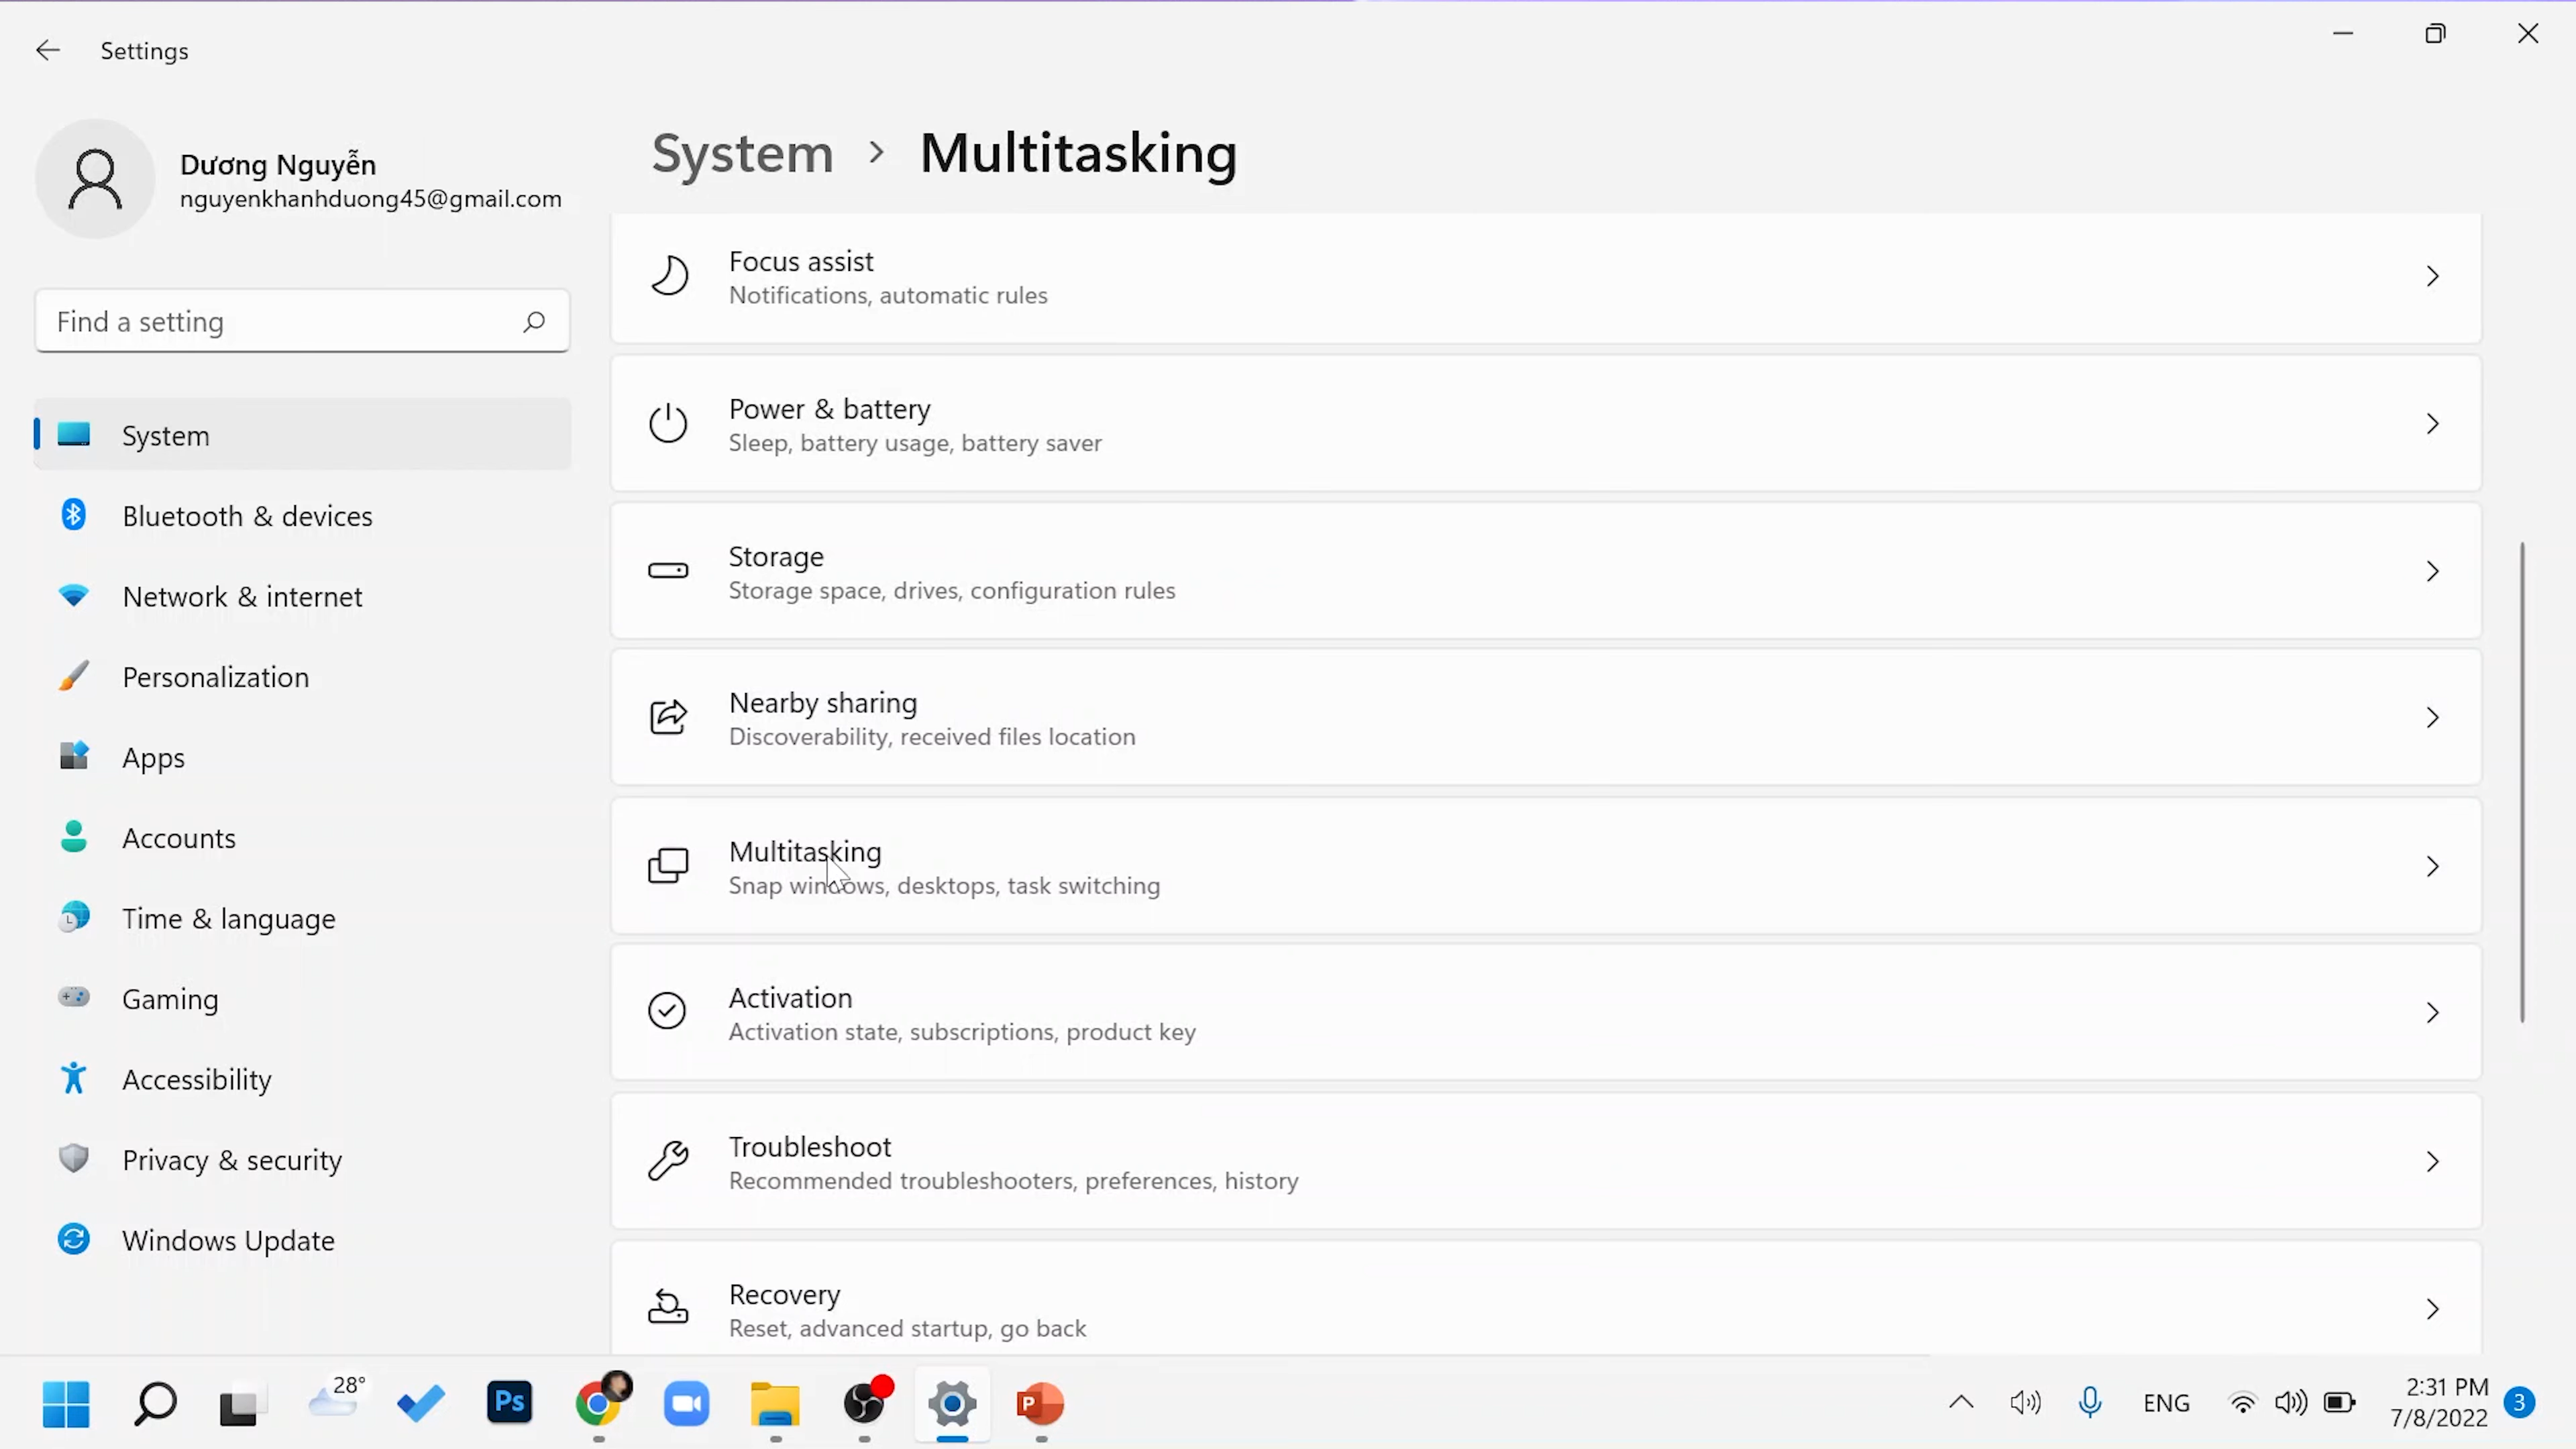 Settings
Dương Nguyễn
nguyenkhanhduong45@gmail.com
Find a setting
System
Bluetooth & devices
Network & internet
Personalization
Apps
Accounts
Time & language
Gaming
Accessibility
Privacy & security
Windows Update
System > Multitasking
Focus assist
Notifications, automatic rules
Power & battery
Sleep, battery usage, battery saver
Storage
Storage space, drives, configuration rules
Nearby sharing
Discoverability, received files location
Multitasking
Snap windows, desktops, task switching
Activation
Activation state, subscriptions, product key
Troubleshoot
Recommended troubleshooters, preferences, history
Recovery
Reset, advanced startup, go back
28°
Ps
P
ENG
2:31 PM
7/8/2022
3